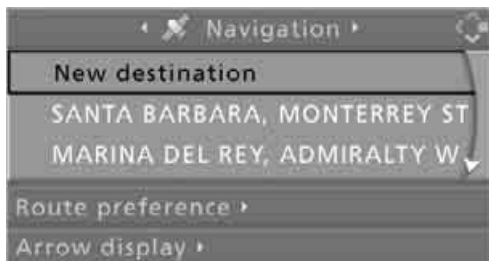 Navigation
New destination
SANTA BARBARA, MONTERREY ST
MARINA DEL REY, ADMIRALTY W
Route preference
Arrow display